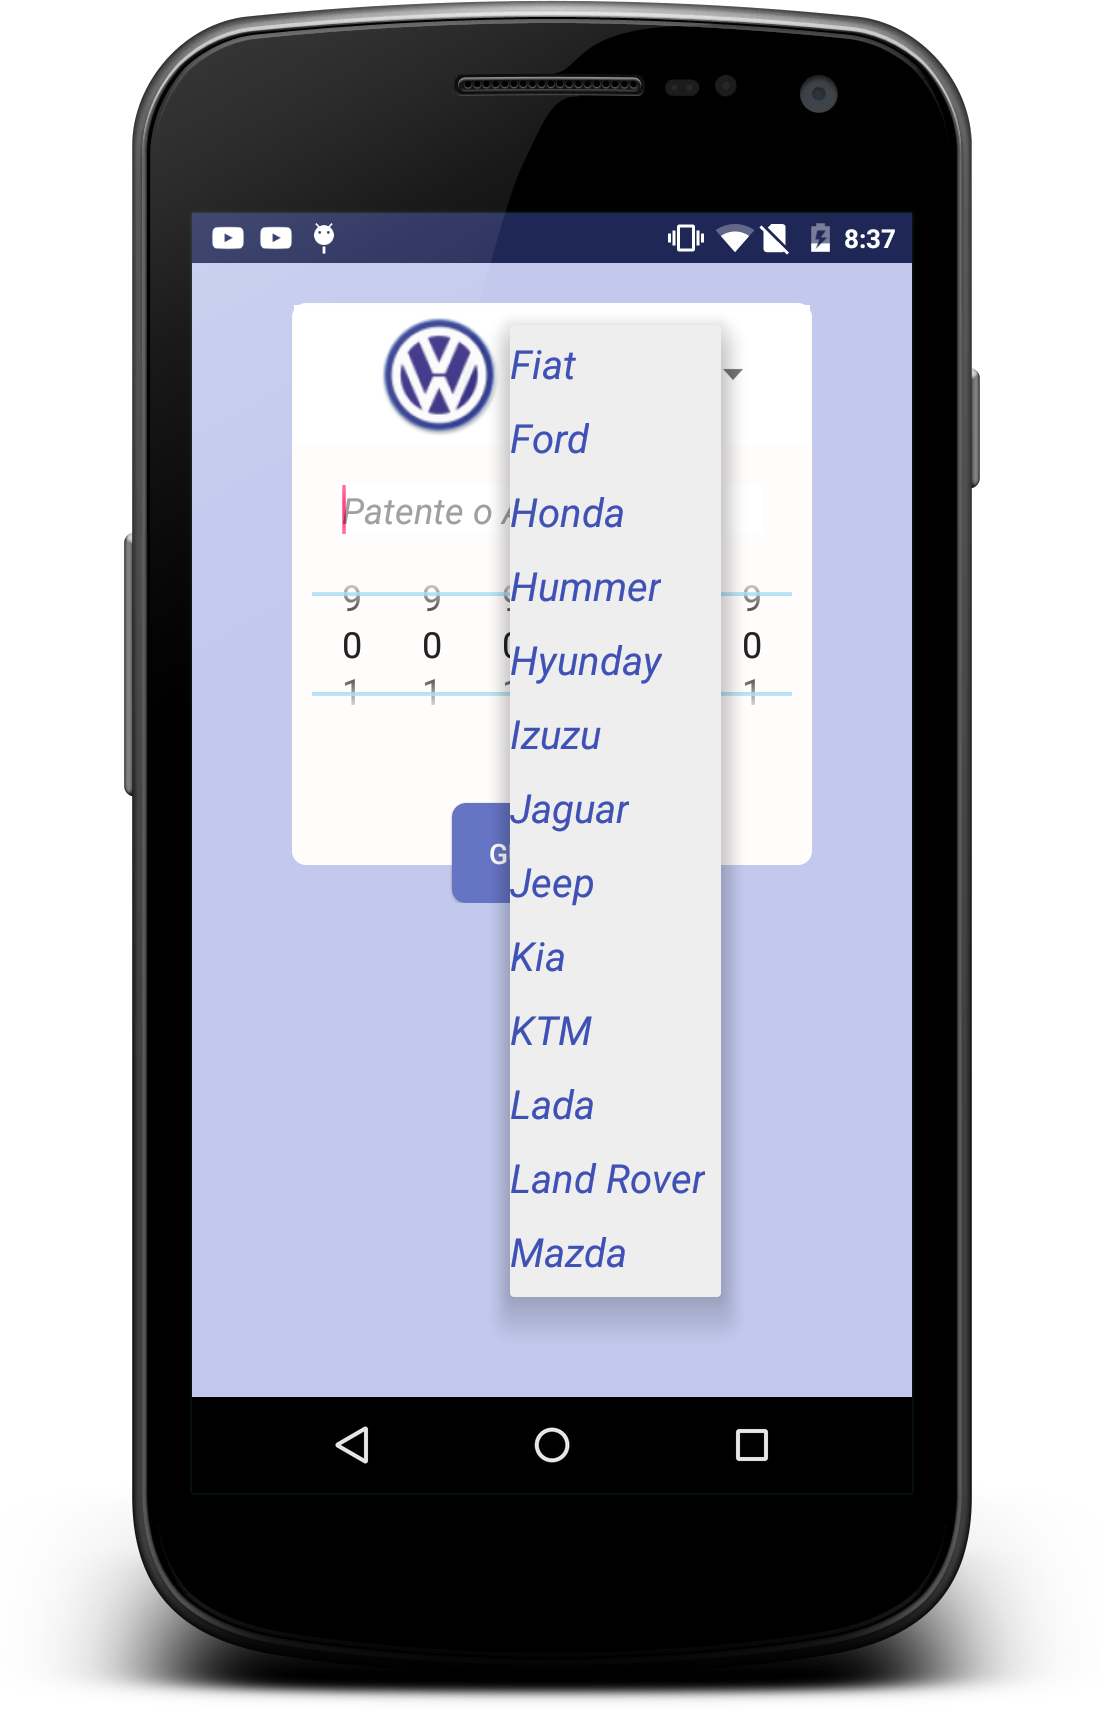 8:37
Fiat
Ford
Honda
Hummer
Hyunday
Izuzu
Jaguar
Jeep
Kia
KTM
Lada
Land Rover
Mazda
Patente o
9 9 9
0 0 0
1 1 1